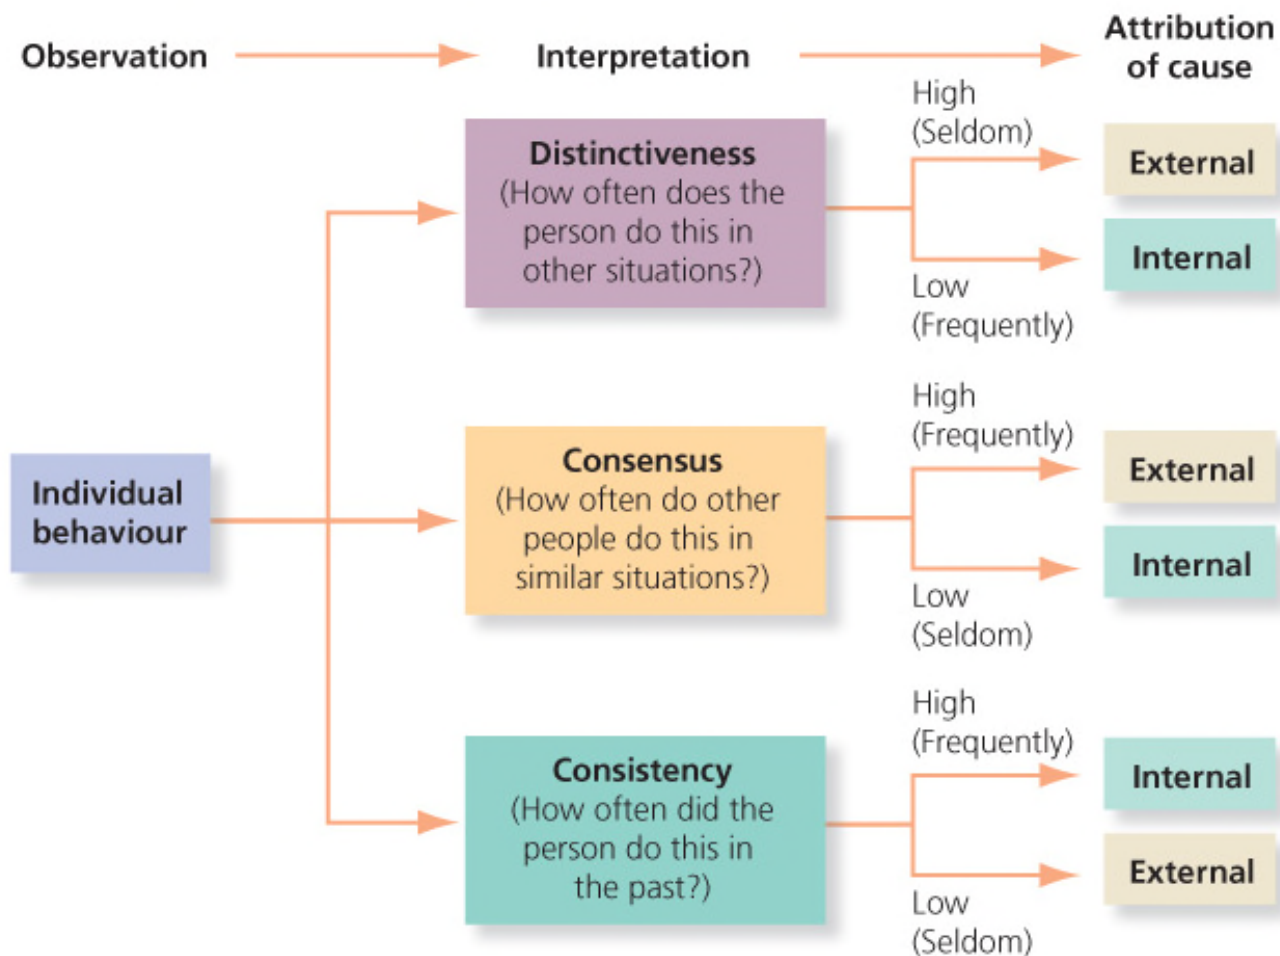 Observation
Interpretation
Attribution
of cause
Distinctiveness
(How often does the
person do this in
other situations?)
High
(Seldom)
External
Internal
Low
(Frequently)
Individual
behaviour
Consensus
(How often do other
people do this in
similar situations?)
High
(Frequently)
External
Internal
Low
(Seldom)
Consistency
(How often did the
person do this in
the past?)
High
(Frequently)
Internal
External
Low
(Seldom)